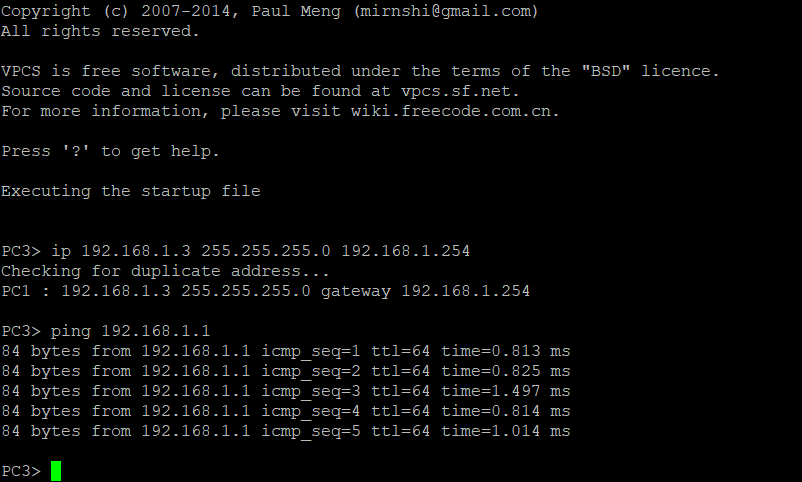 Copyright (c) 2007-2014, Paul Meng (mirnshi@gmail.com)
All rights reserved.
VPCS is free software, distributed under the terms of the "BSD" licence.
Source code and license can be found at vpcs.sf.net.
For more information, please visit wiki.freecode.com.cn.
Press '?' to get help.
Executing the startup file
PC3> ip 192.168.1.3 255.255.255.0 192.168.1.254
Checking for duplicate address...
PC1 : 192.168.1.3 255.255.255.0 gateway 192.168.1.254
PC3> ping 192.168.1.1
84 bytes from 192.168.1.1 icmp_seq=1 ttl=64 time=0.813 ms
84 bytes from 192.168.1.1 icmp_seq=2 ttl=64 time=0.825 ms
84 bytes from 192.168.1.1 icmp_seq=3 ttl=64 time=1.497 ms
84 bytes from 192.168.1.1 icmp_seq=4 ttl=64 time=0.814 ms
84 bytes from 192.168.1.1 icmp_seq=5 ttl=64 time=1.014 ms
PC3>